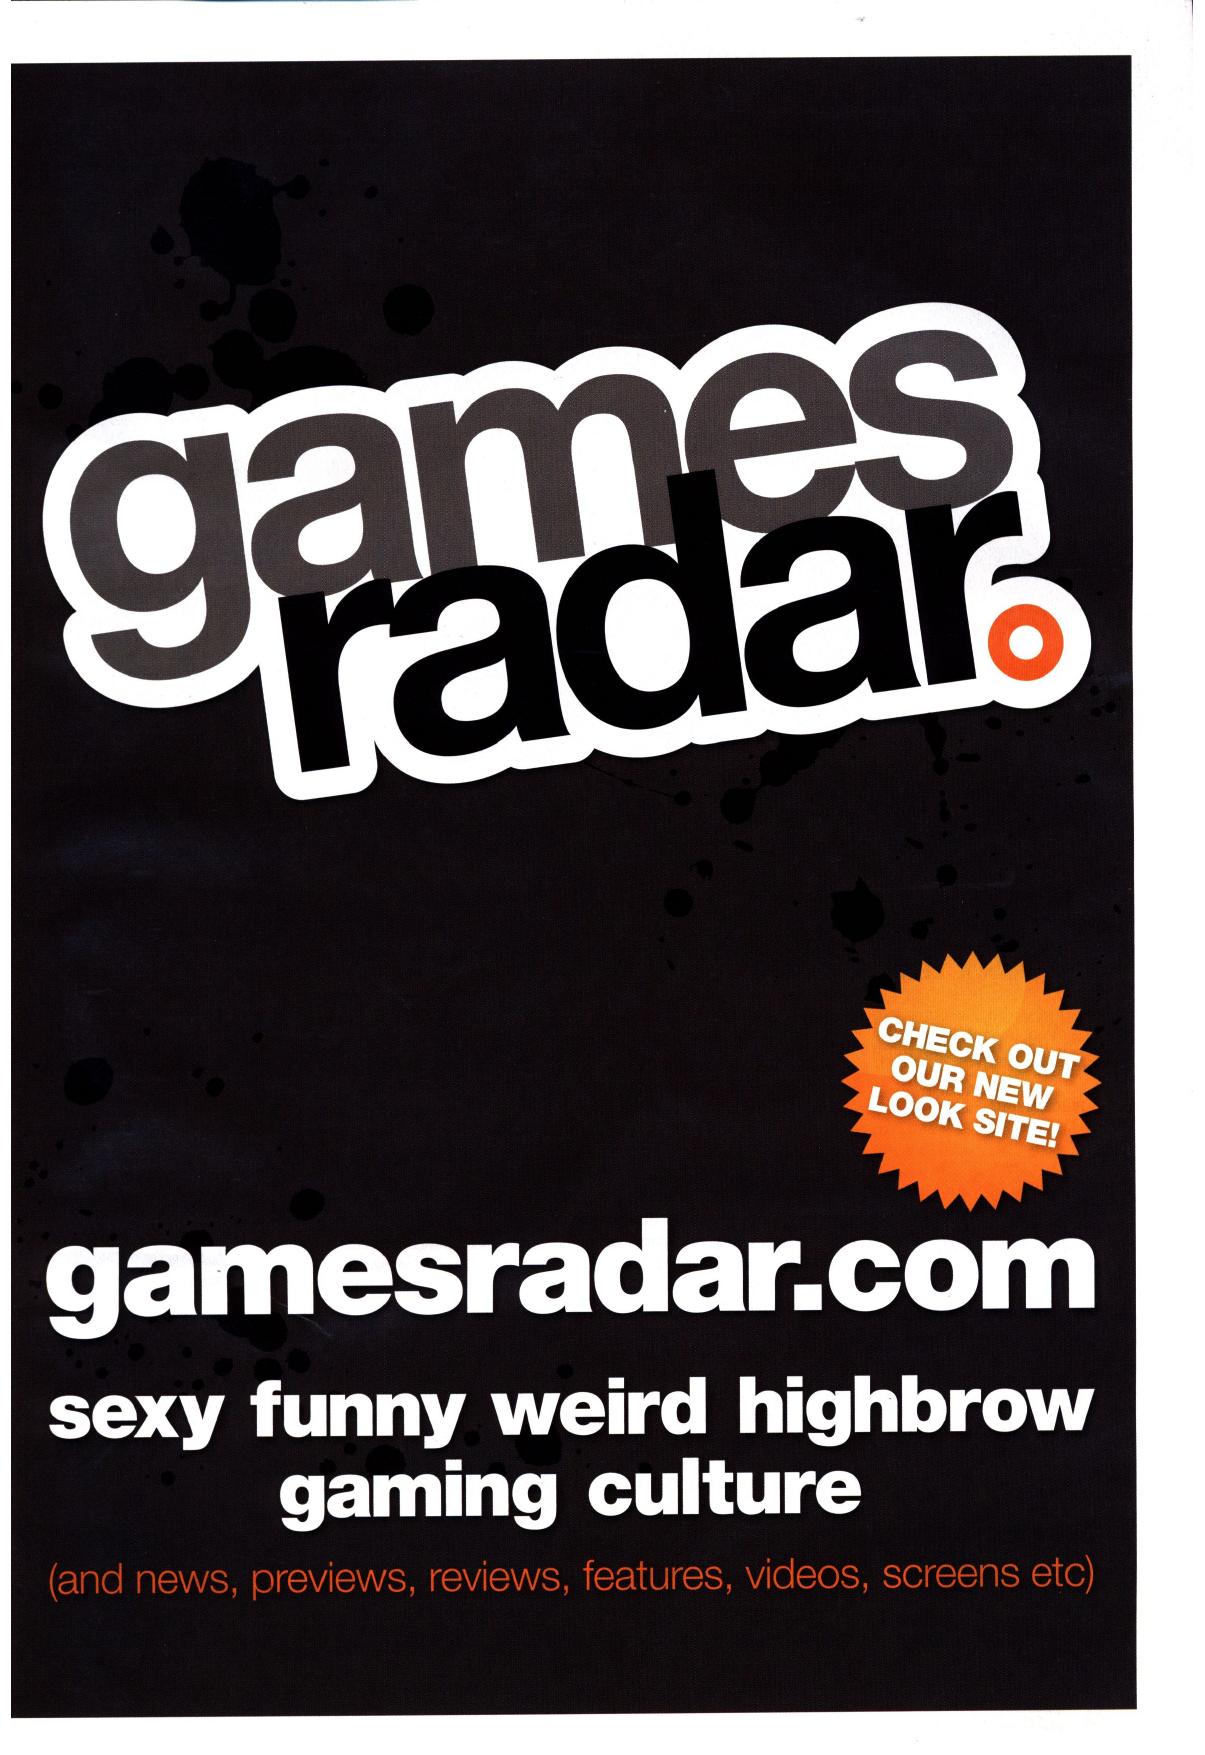 games
radar.
CHECK OUT
OUR NEW
LOOK SITE!
gamesradar.com
sexy funny weird highbrow
gaming culture
(and news, previews, reviews, features, videos, screens etc)